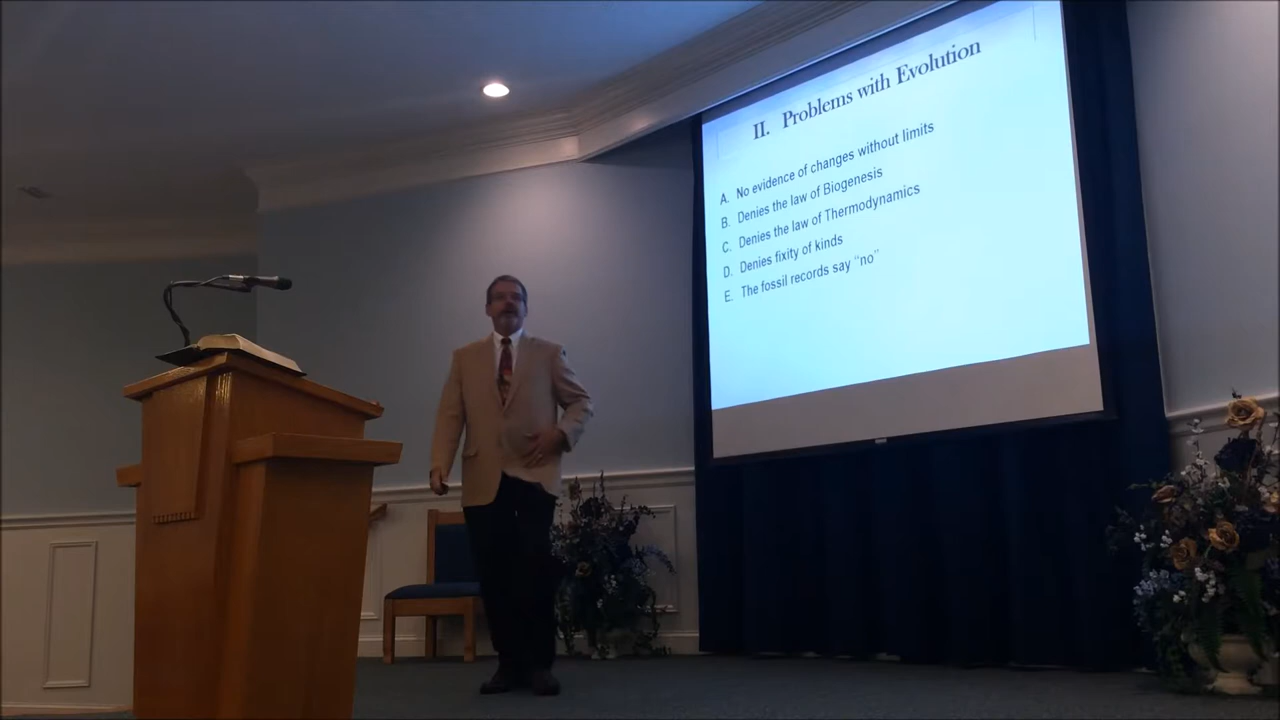 II. Problems with Evolution
A. No evidence of changes without limits
B. Denies the law of Biogenesis
C. Denies the law of Thermodynamics
D. Denies fixity of kinds
E. The fossil records say “no”